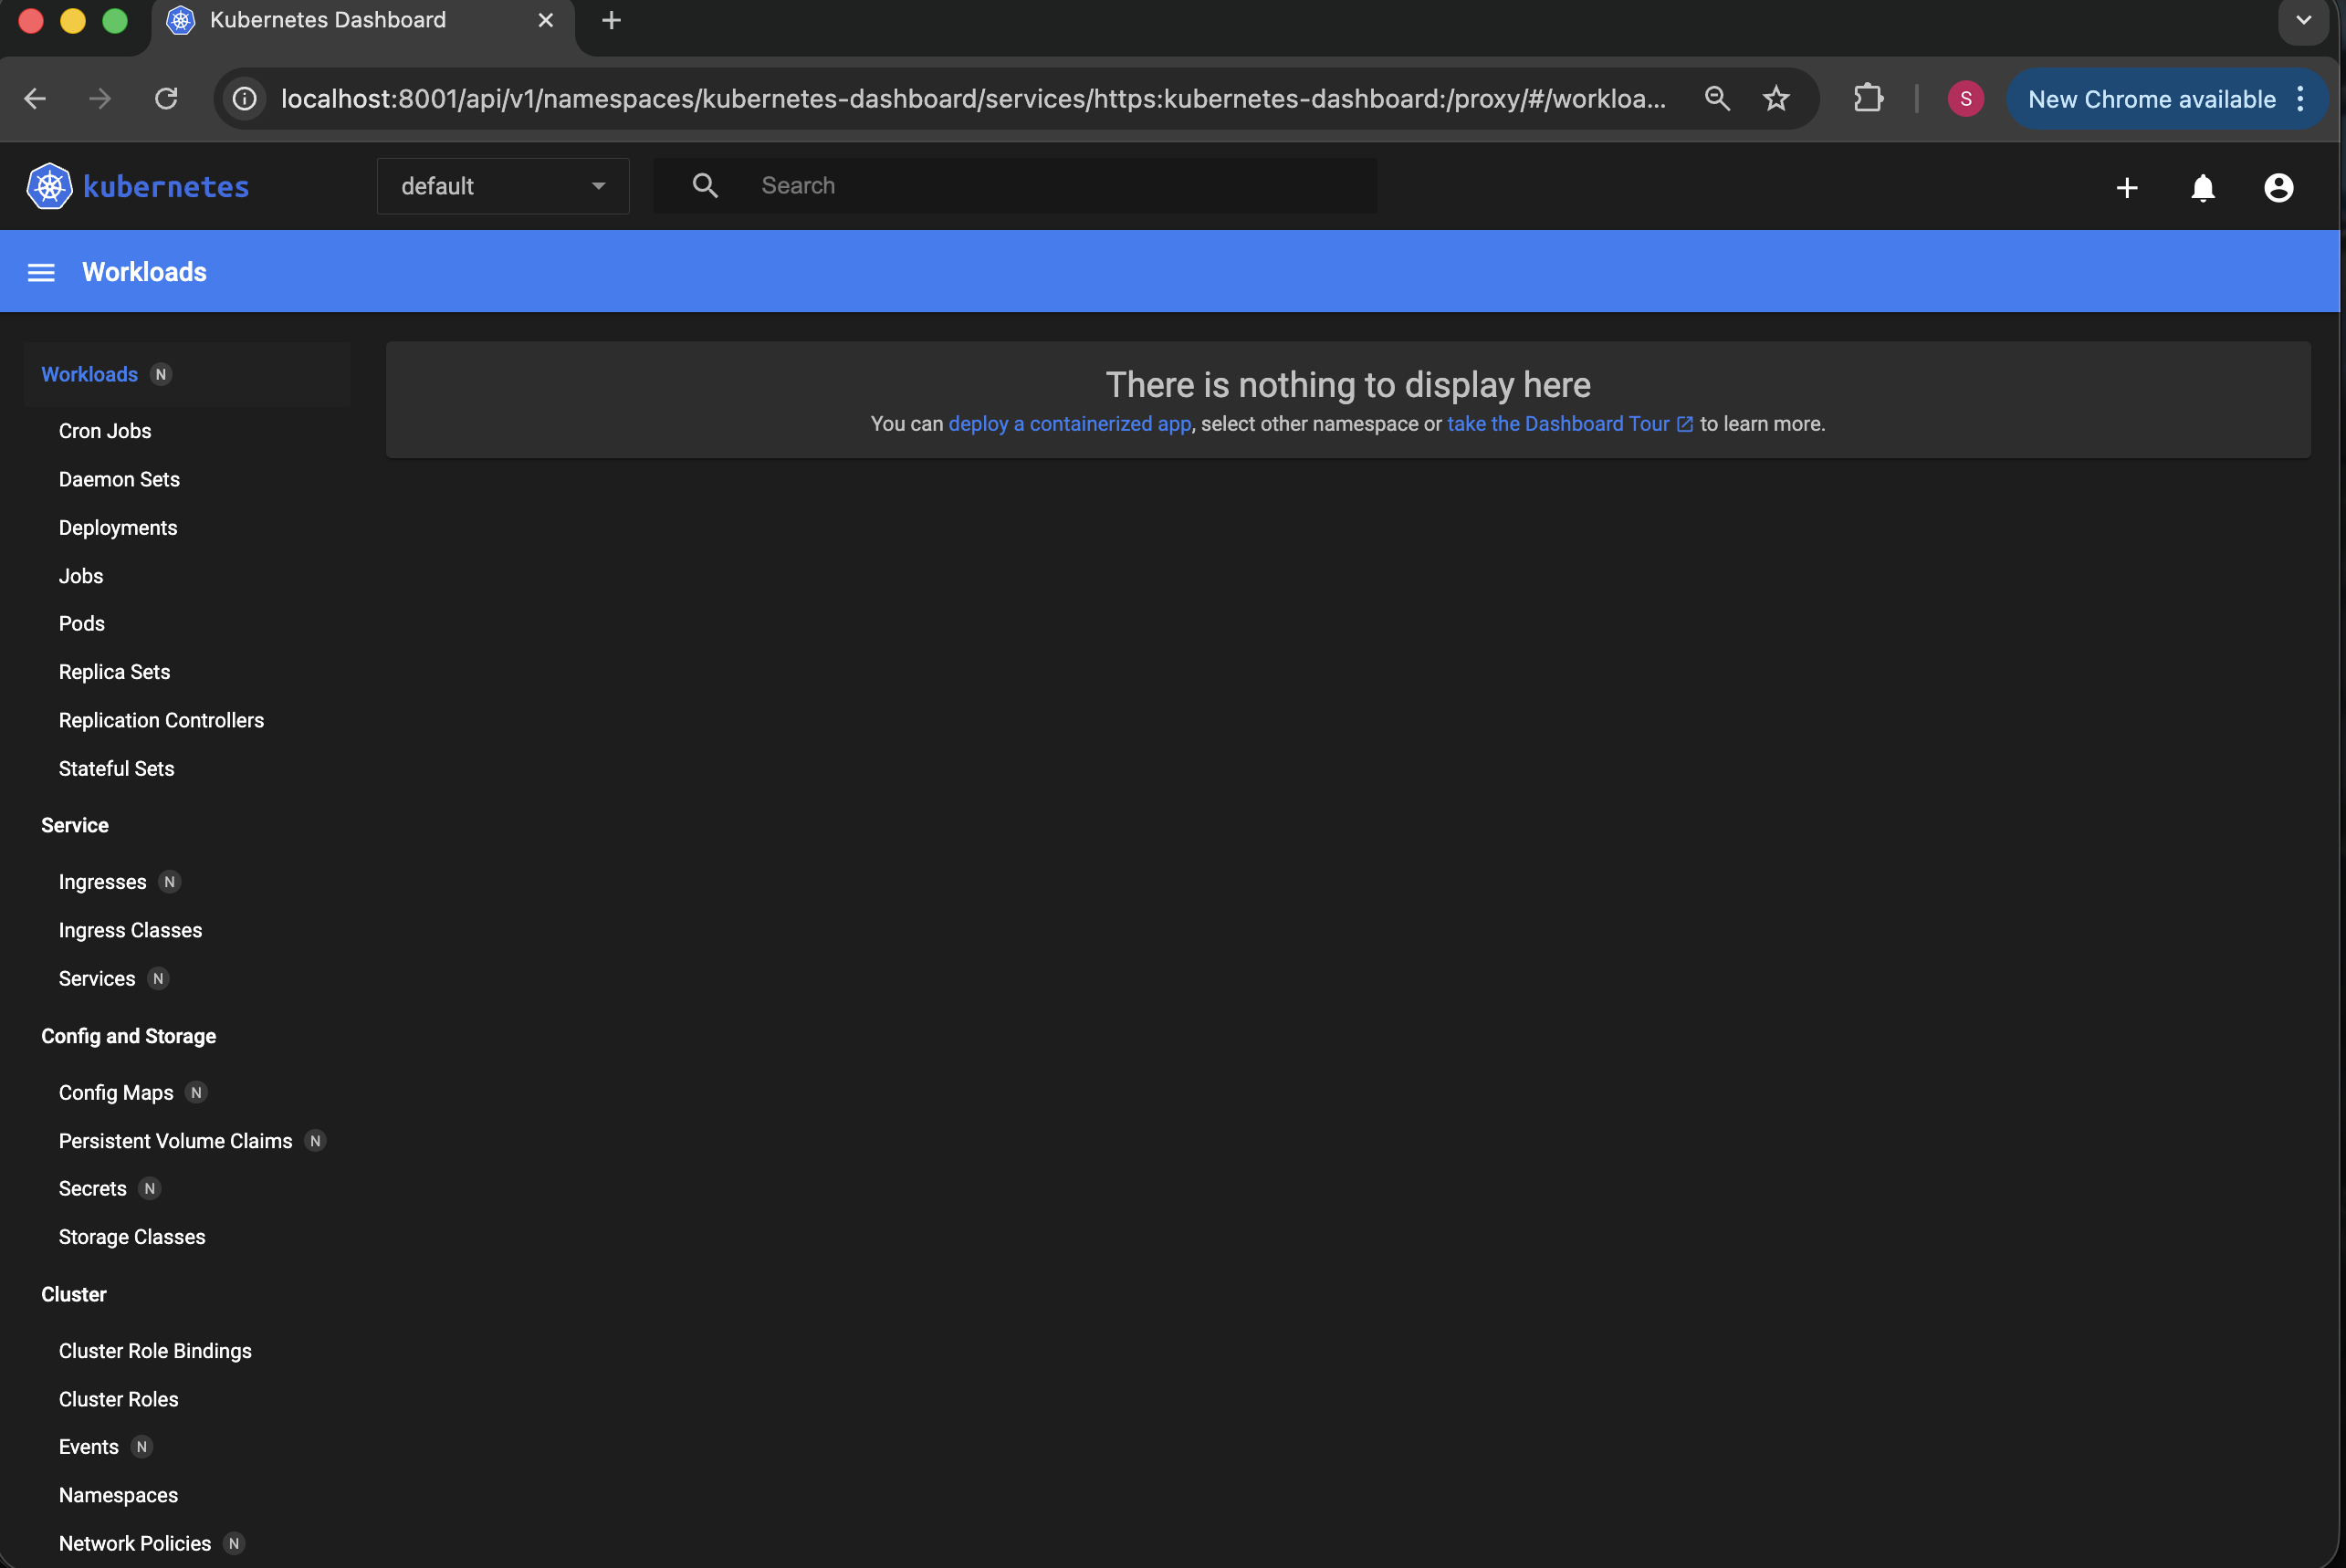 Kubernetes Dashboard
localhost:8001/api/v1/namespaces/kubernetes-dashboard/services/https:kubernetes-dashboard:/proxy/#/workloa...
S
New Chrome available
kubernetes
default
Search
Workloads
Workloads N
Cron Jobs
Daemon Sets
Deployments
Jobs
Pods
Replica Sets
Replication Controllers
Stateful Sets
Service
Ingresses N
Ingress Classes
Services N
Config and Storage
Config Maps N
Persistent Volume Claims N
Secrets N
Storage Classes
Cluster
Cluster Role Bindings
Cluster Roles
Events N
Namespaces
Network Policies N
There is nothing to display here
You can deploy a containerized app, select other namespace or take the Dashboard Tour to learn more.